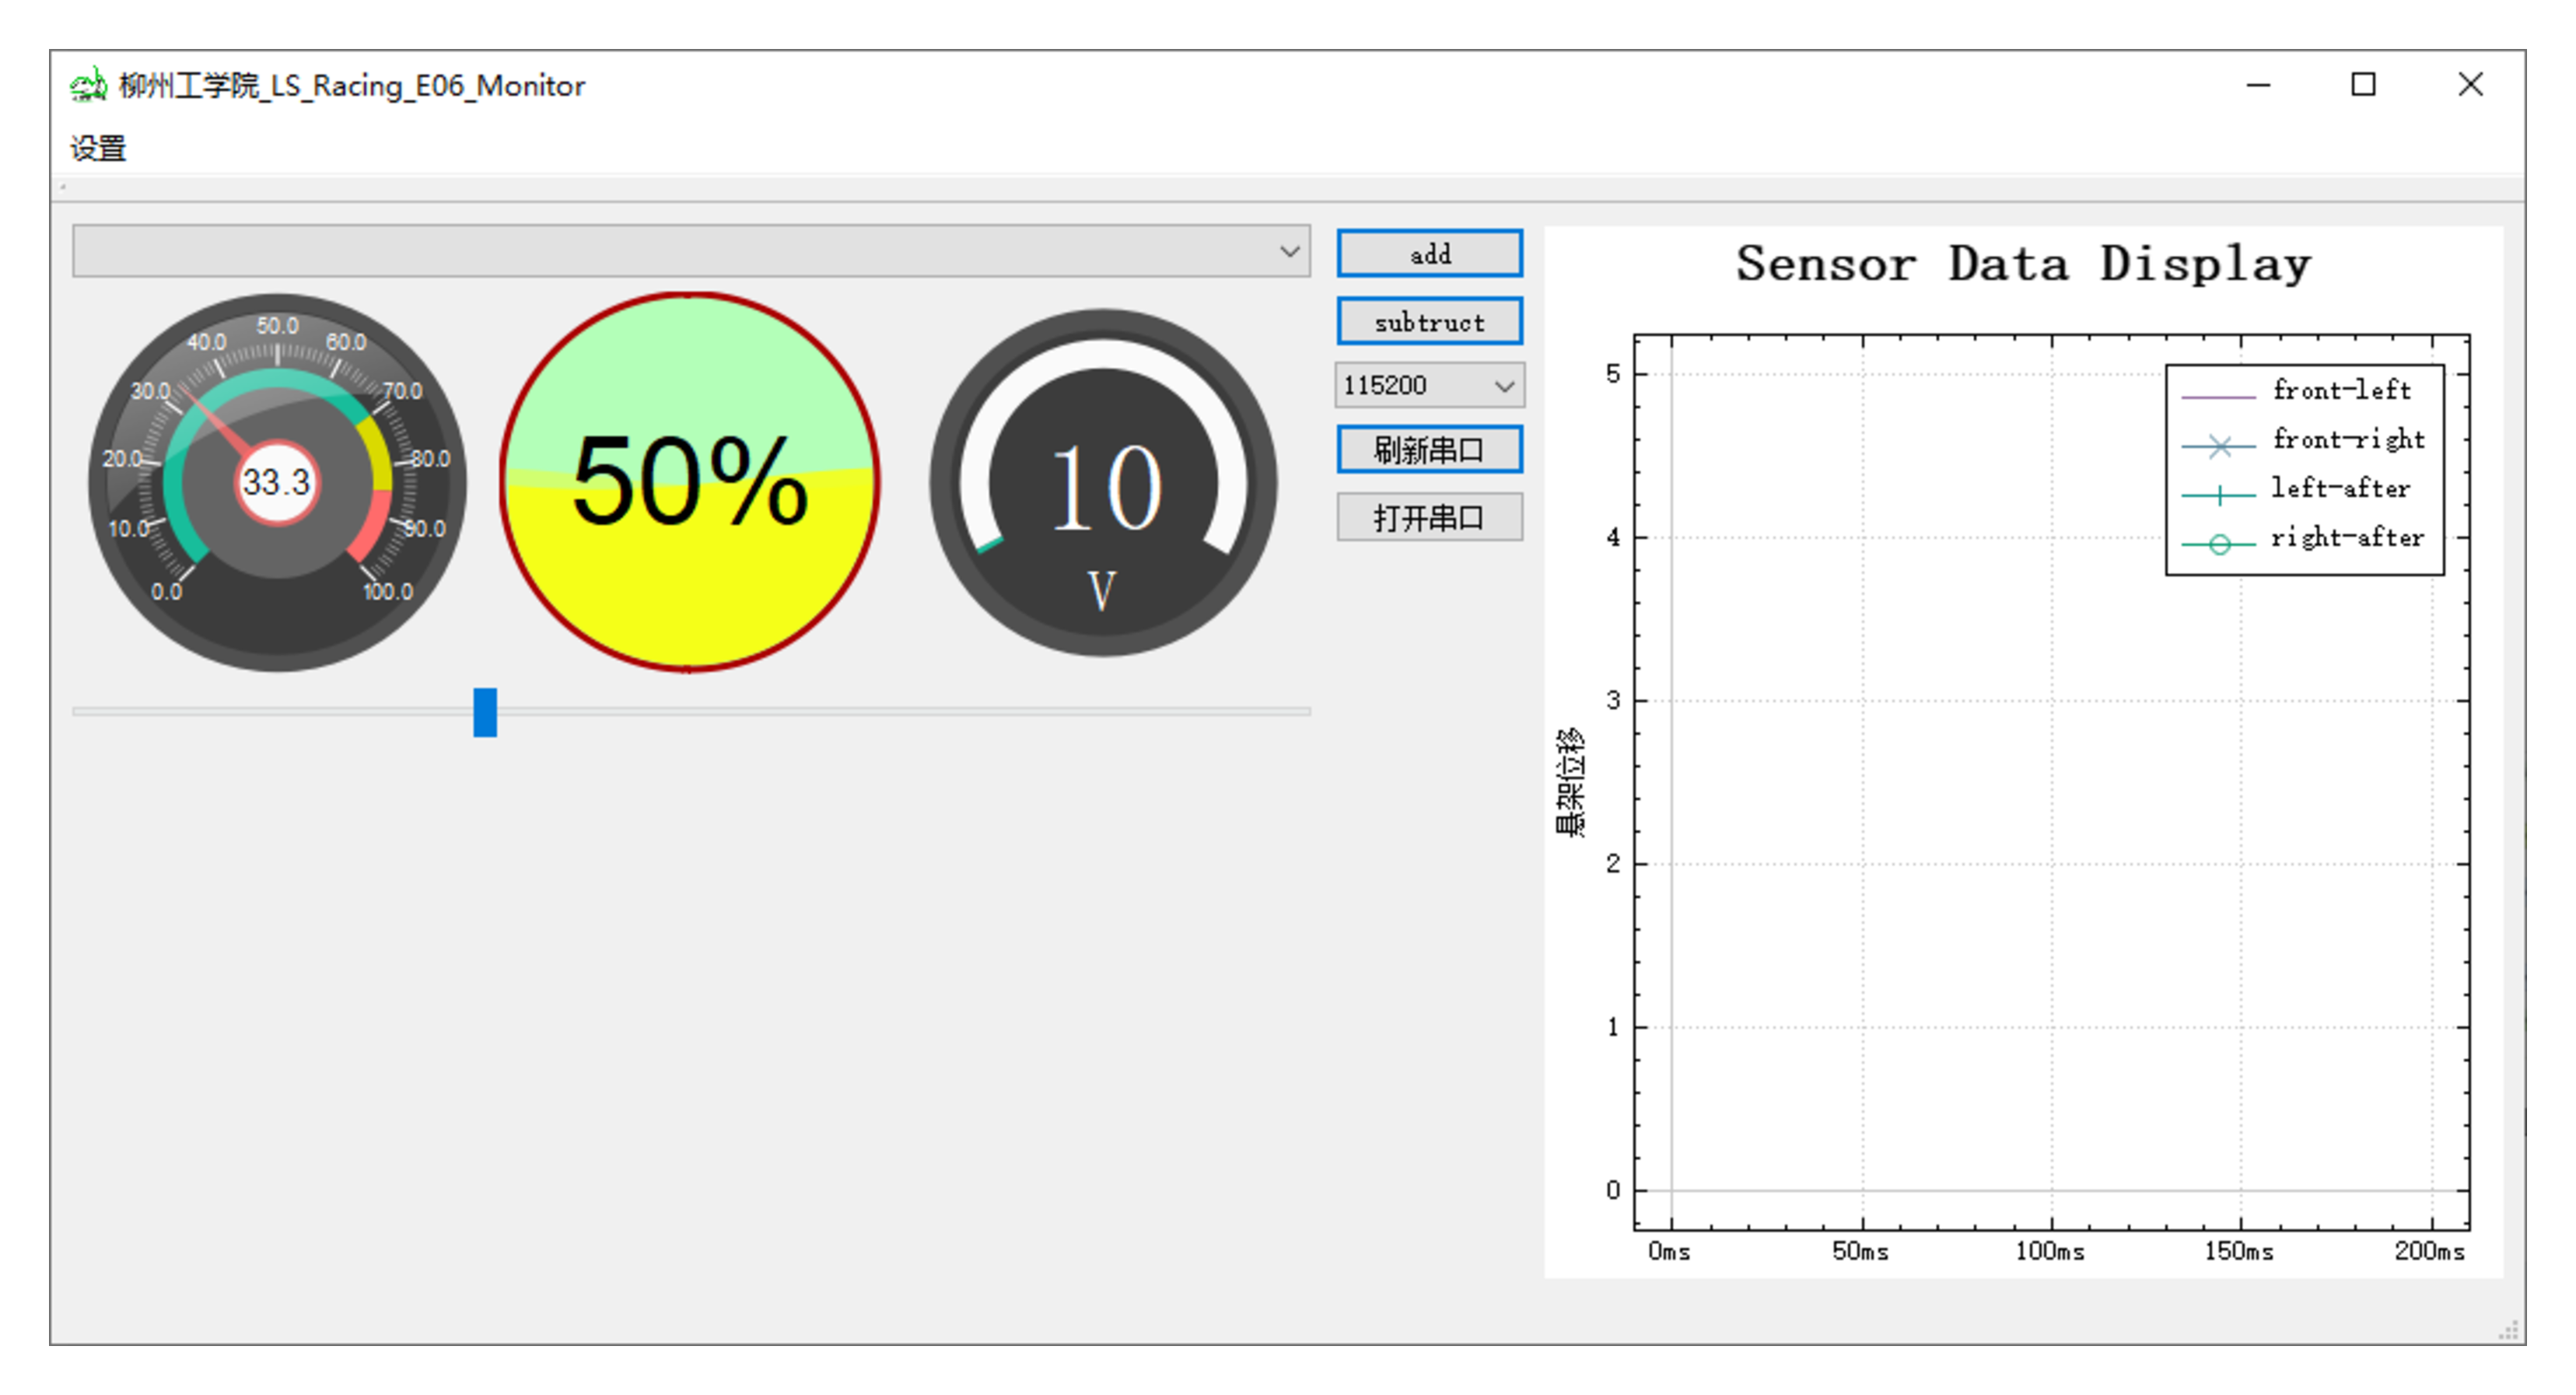 柳州工学院_LS_Racing_E06_Monitor
设置
add
subtruct
115200
刷新串口
打开串口
0.0
10.0
20.0
30.0
40.0
50.0
60.0
70.0
80.0
90.0
100.0
33.3
50%
10
V
Sensor Data Display
front-left
front-right
left-after
right-after
悬架位移
5
4
3
2
1
0
0ms 50ms 100ms 150ms 200ms